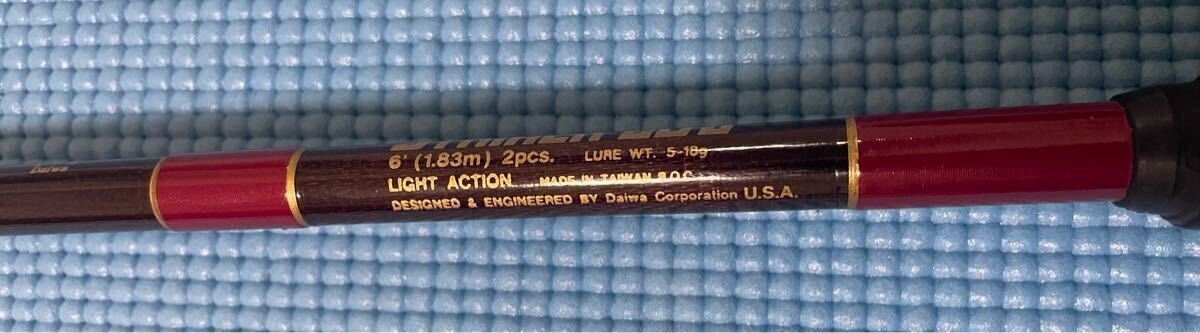 Daiwa
6' (1.83m) 2pcs. LURE WT. 5-18g
LIGHT ACTION MADE IN TAIWAN R.O.C.
DESIGNED & ENGINEERED BY Daiwa Corporation U.S.A.